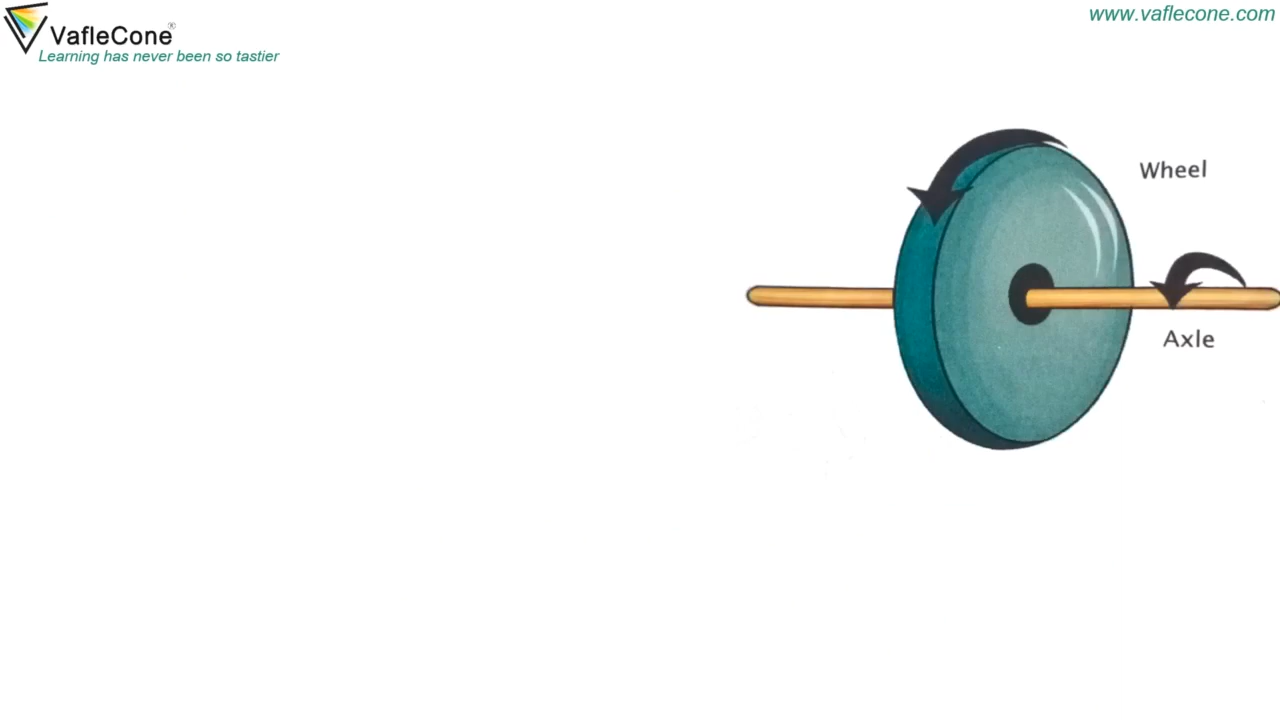 VafleCone®
Learning has never been so tastier
www.vaflecone.com
Wheel
Axle